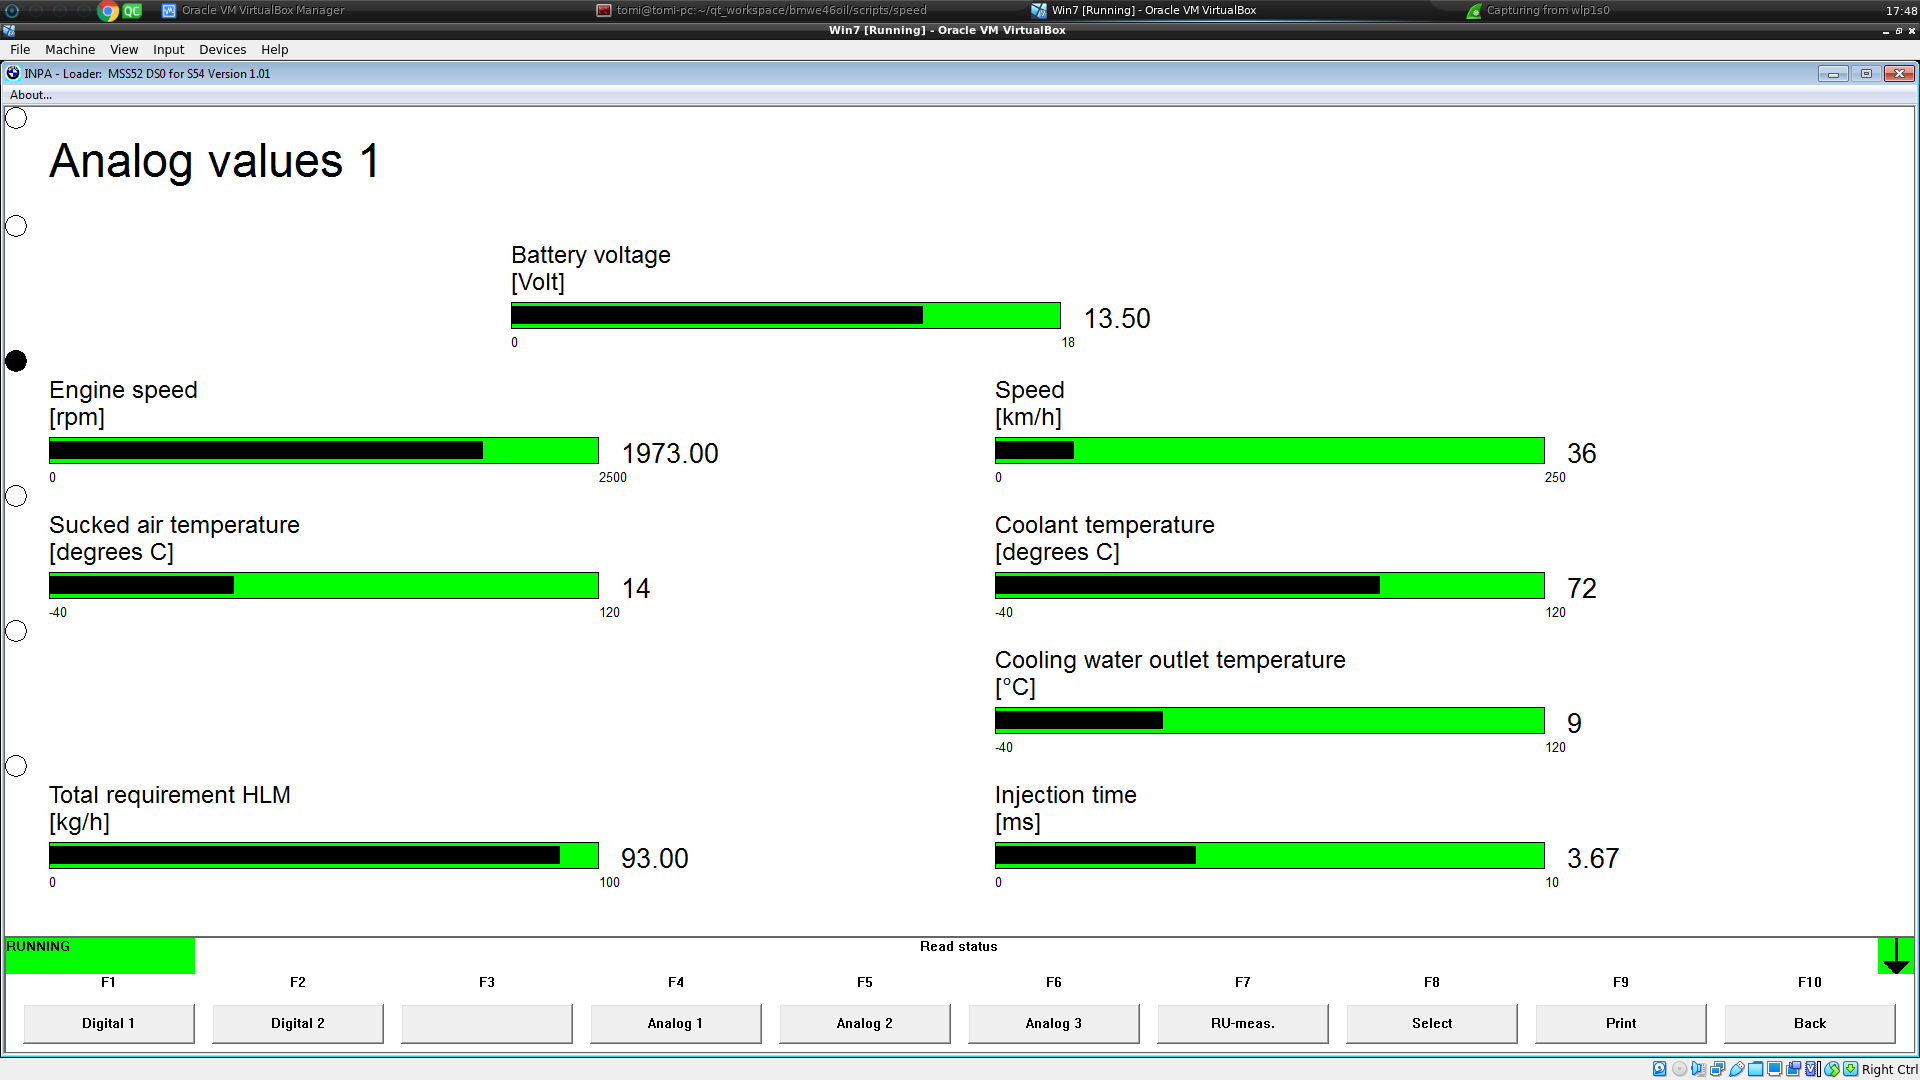 QC
Oracle VM VirtualBox Manager
tomi@tomi-pc:~/qt_workspace/bmwe46oil/scripts/speed
Win7 [Running] - Oracle VM VirtualBox
Capturing from wlp1s0
17:48
Win7 [Running] - Oracle VM VirtualBox
File Machine View Input Devices Help
INPA - Loader: MSS52 DS0 for S54 Version 1.01
About...
Analog values 1
Battery voltage
[Volt]
13.50
0 18
Engine speed
[rpm]
1973.00
0 2500
Speed
[km/h]
36
0 250
Sucked air temperature
[degrees C]
14
-40 120
Coolant temperature
[degrees C]
72
-40 120
Cooling water outlet temperature
[°C]
9
-40 120
Total requirement HLM
[kg/h]
93.00
0 100
Injection time
[ms]
3.67
0 10
RUNNING
Read status
F1 F2 F3 F4 F5 F6 F7 F8 F9 F10
Digital 1 Digital 2 Analog 1 Analog 2 Analog 3 RU-meas. Select Print Back
Right Ctrl